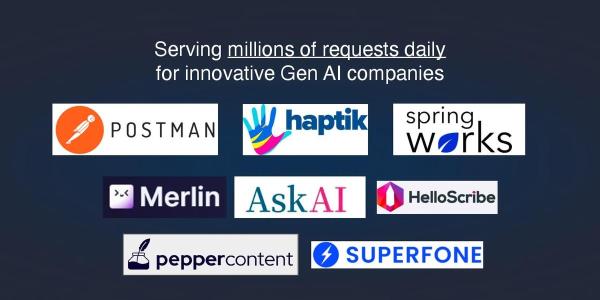 Serving millions of requests daily
for innovative Gen AI companies
POSTMAN
haptik
spring
works
Merlin
AskAI
HelloScribe
peppercontent
SUPERFONE